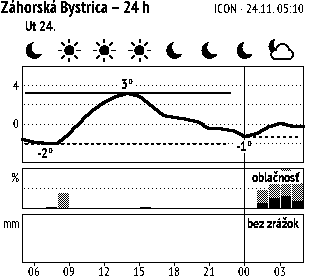 Záhorská Bystrica – 24 h
ICON · 24.11. 05:10
Ut 24.
4
3°
0
-2°
-1°
%
oblačnosť
mm
bez zrážok
06 09 12 15 18 21 00 03